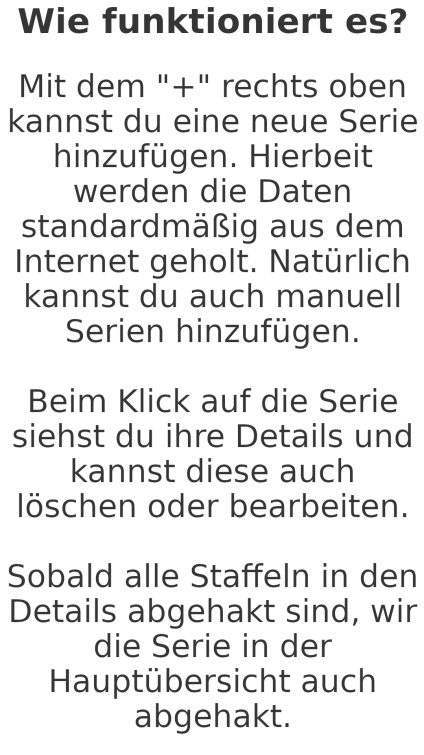 Wie funktioniert es?
Mit dem "+" rechts oben
kannst du eine neue Serie
hinzufügen. Hierbeit
werden die Daten
standardmäßig aus dem
Internet geholt. Natürlich
kannst du auch manuell
Serien hinzufügen.
Beim Klick auf die Serie
siehst du ihre Details und
kannst diese auch
löschen oder bearbeiten.
Sobald alle Staffeln in den
Details abgehakt sind, wir
die Serie in der
Hauptübersicht auch
abgehakt.